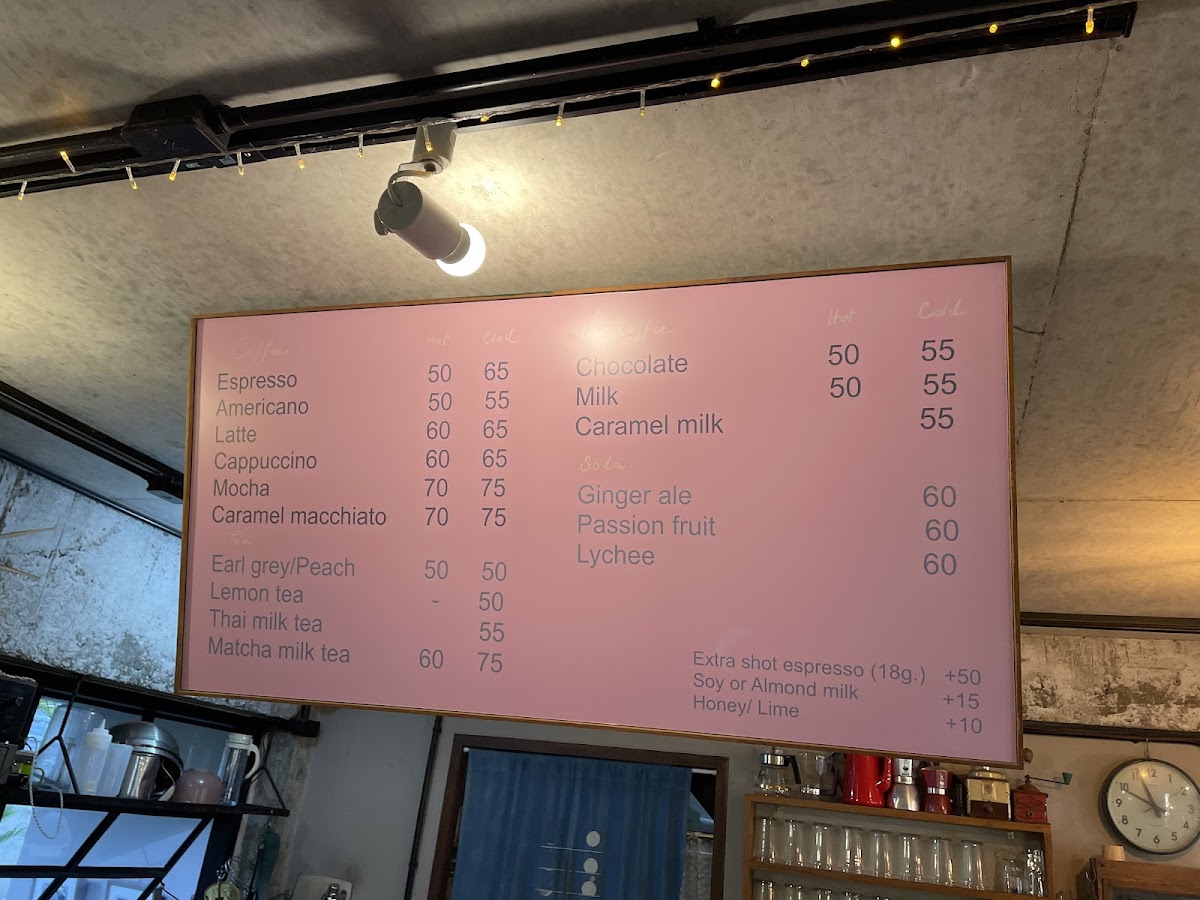 Coffee Hot Clod
Espresso 50 65
Americano 50 55
Latte 60 65
Cappuccino 60 65
Mocha 70 75
Caramel macchiato 70 75
Tea
Earl grey/Peach 50 50
Lemon tea - 50
Thai milk tea 55
Matcha milk tea 60 75
Non Coffee Hot Cold
Chocolate 50 55
Milk 50 55
Caramel milk 55
Soda
Ginger ale 60
Passion fruit 60
Lychee 60
Extra shot espresso (18g.) +50
Soy or Almond milk +15
Honey/ Lime +10